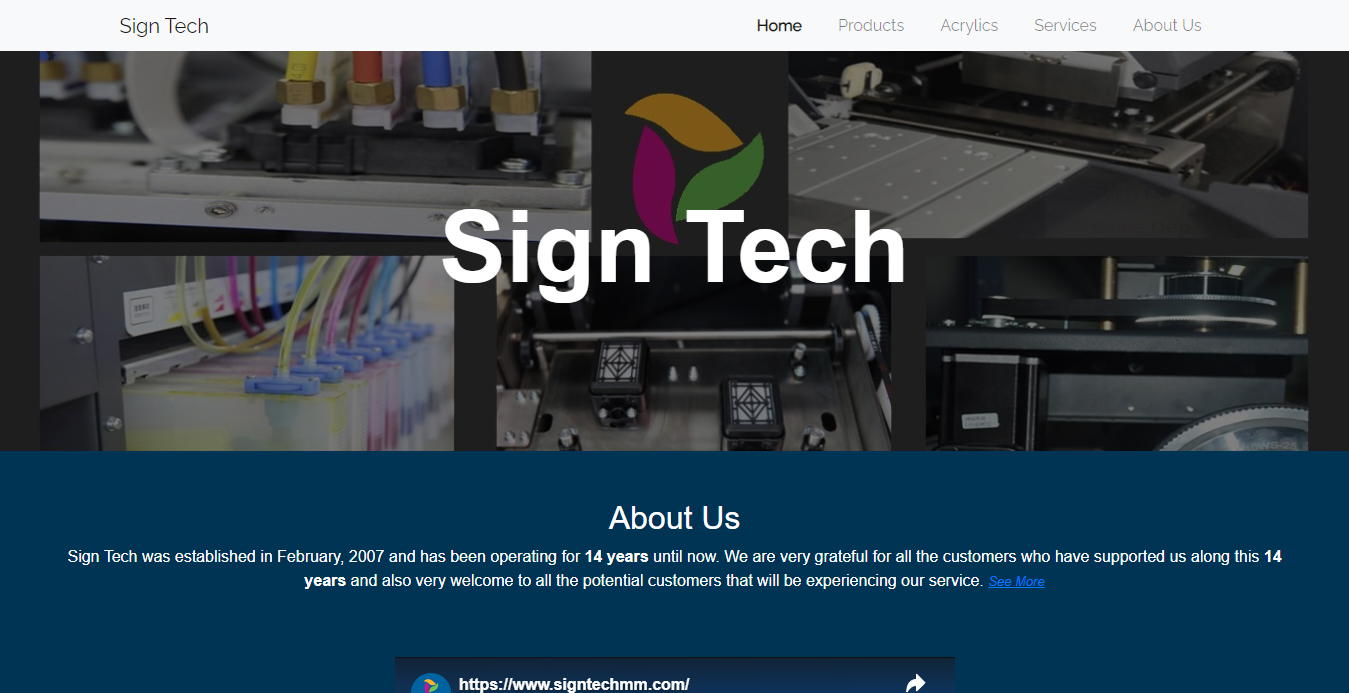 Sign Tech
Home Products Acrylics Services About Us
Sign Tech
About Us
Sign Tech was established in February, 2007 and has been operating for 14 years until now. We are very grateful for all the customers who have supported us along this 14
years and also very welcome to all the potential customers that will be experiencing our service. See More
https://www.signtechmm.com/